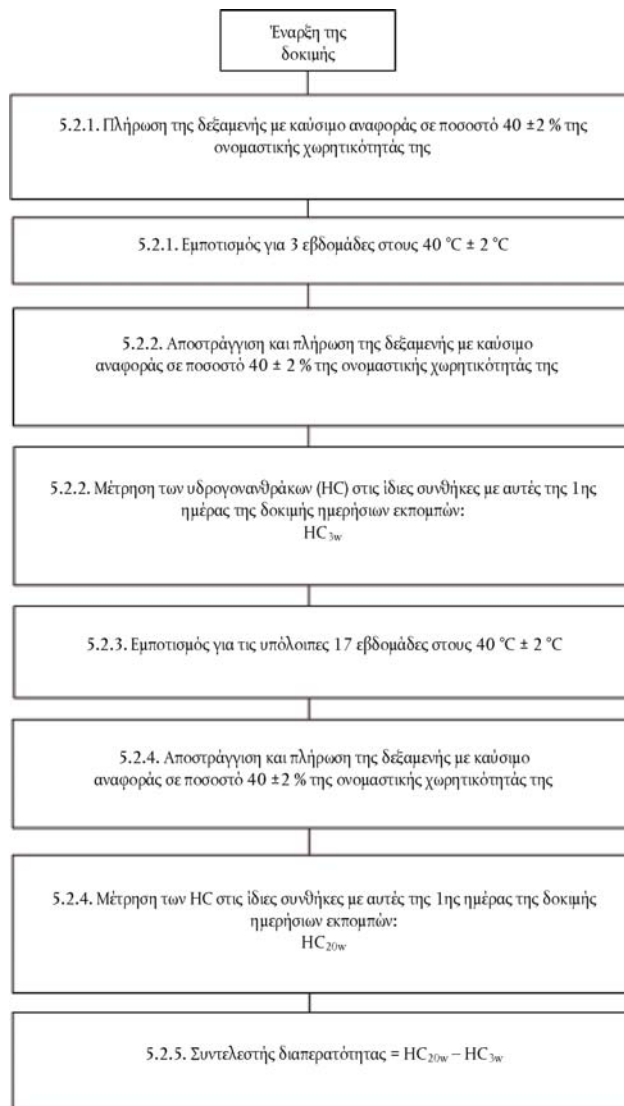 Έναρξη της
δοκιμής
5.2.1. Πλήρωση της δεξαμενής με καύσιμο αναφοράς σε ποσοστό 40 ±2 % της
ονομαστικής χωρητικότητάς της
5.2.1. Εμποτισμός για 3 εβδομάδες στους 40 °C ± 2 °C
5.2.2. Αποστράγγιση και πλήρωση της δεξαμενής με καύσιμο
αναφοράς σε ποσοστό 40 ± 2 % της ονομαστικής χωρητικότητάς της
5.2.2. Μέτρηση των υδρογονανθράκων (HC) στις ίδιες συνθήκες με αυτές της 1ης
ημέρας της δοκιμής ημερήσιων εκπομπών:
HC3w
5.2.3. Εμποτισμός για τις υπόλοιπες 17 εβδομάδες στους 40 °C ± 2 °C
5.2.4. Αποστράγγιση και πλήρωση της δεξαμενής με καύσιμο
αναφοράς σε ποσοστό 40 ±2 % της ονομαστικής χωρητικότητάς της
5.2.4. Μέτρηση των HC στις ίδιες συνθήκες με αυτές της 1ης ημέρας της δοκιμής
ημερήσιων εκπομπών:
HC20w
5.2.5. Συντελεστής διαπερατότητας = HC20w – HC3w